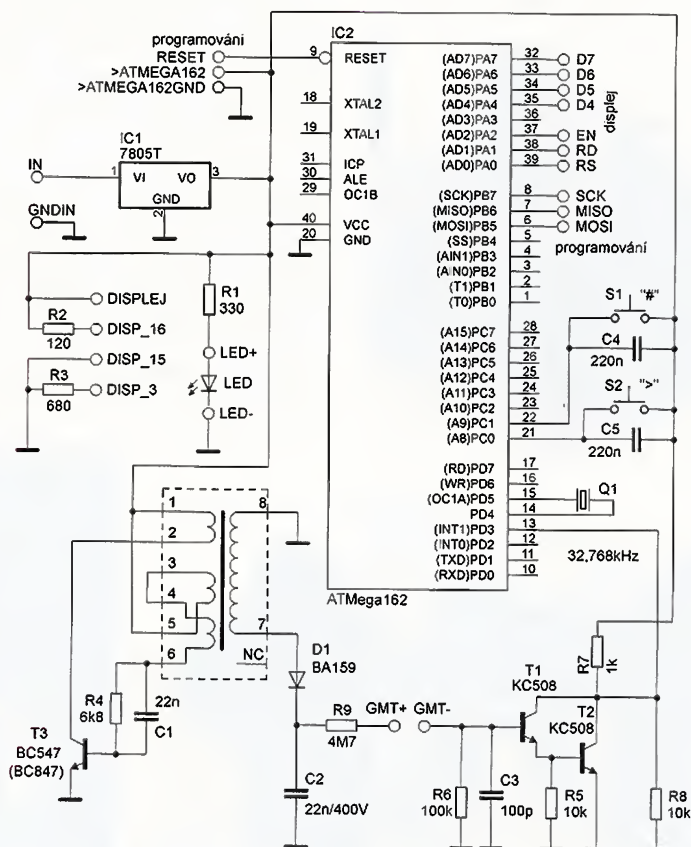 programování
RESET
>ATMEGA162
>ATMEGA162GND
IC2
9
RESET
18
XTAL2
19
XTAL1
31
ICP
30
ALE
29
OC1B
40
VCC
20
GND
(AD7)PA7 32 D7
(AD6)PA6 33 D6
(AD5)PA5 34 D5
(AD4)PA4 35 D4
(AD3)PA3 36
(AD2)PA2 37 EN
(AD1)PA1 38 RD
(AD0)PA0 39 RS
displej
(SCK)PB7 8 SCK
(MISO)PB6 7 MISO
(MOSI)PB5 6 MOSI
(SS)PB4 5
programování
(AIN1)PB3 4
(AIN0)PB2 3
(T1)PB1 2
(T0)PB0 1
(A15)PC7 28
(A14)PC6 27
(A13)PC5 26
(A12)PC4 25
(A11)PC3 24
(A10)PC2 23
(A9)PC1 22
(A8)PC0 21
(RD)PD7 17
(WR)PD6 16
(OC1A)PD5 15
PD4 14
(INT1)PD3 13
(INT0)PD2 12
(TXD)PD1 11
(RXD)PD0 10
ATMega162
S1 "#"
C4
220n
S2 ">"
C5
220n
Q1
32,768kHz
IC1
7805T
IN
1 VI VO 3
GND
2
GNDIN
DISPLEJ
R2
120
DISP_16
DISP_15
R3
680
DISP_3
R1
330
LED+
LED
LED-
1
2
3
4
5
6
8
7
NC
D1
BA159
R4
6k8
22n
C1
T3
BC547
(BC847)
R9
4M7
GMT+ GMT-
C2
22n/400V
R6
100k
C3
100p
T1
KC508
T2
KC508
R7
1k
R5
10k
R8
10k